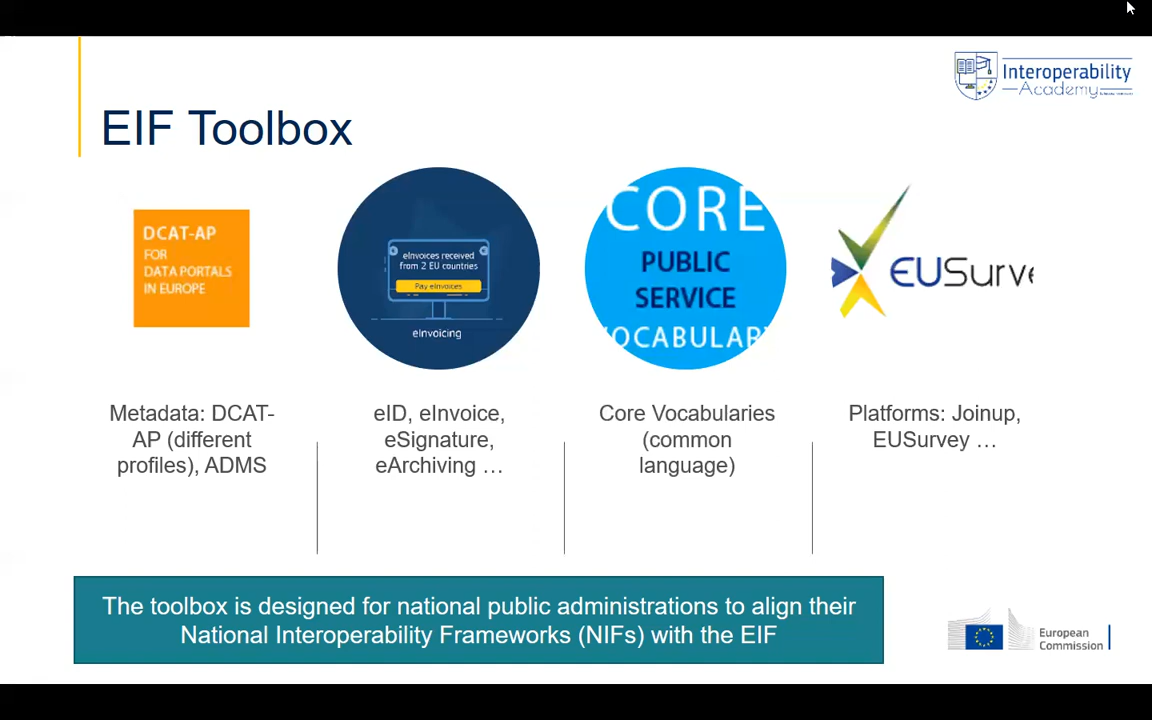 Interoperability
Academy
EIF Toolbox
DCAT-AP
FOR
DATA PORTALS
IN EUROPE
eInvoices received
from 2 EU countries
Pay eInvoices
eInvoicing
CORE
PUBLIC
SERVICE
VOCABULARY
EUSurve
Metadata: DCAT-
AP (different
profiles), ADMS
eID, eInvoice,
eSignature,
eArchiving …
Core Vocabularies
(common
language)
Platforms: Joinup,
EUSurvey …
The toolbox is designed for national public administrations to align their
National Interoperability Frameworks (NIFs) with the EIF
European
Commission